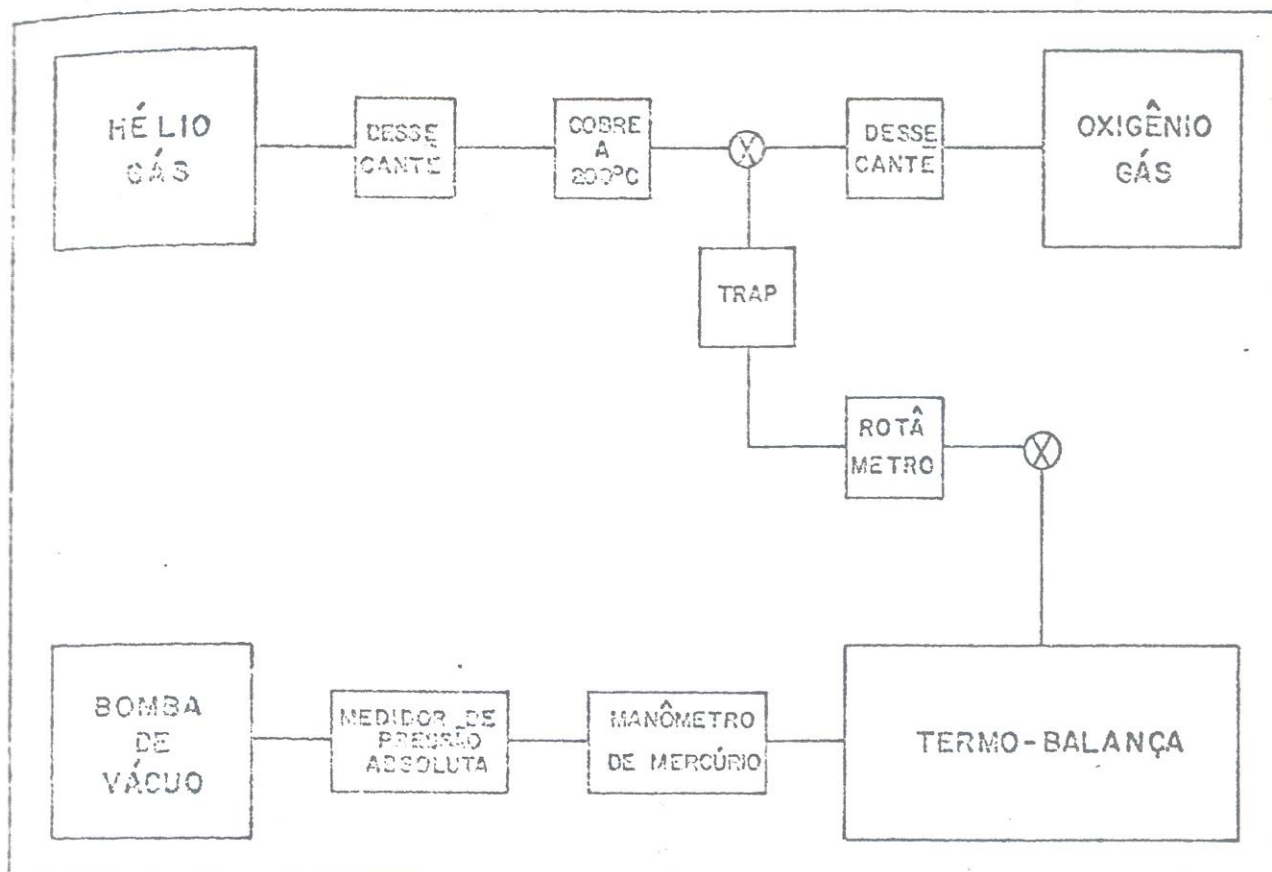 HÉLIO
GÁS
DESSE
CANTE
COBRE
A
200ºC
X
DESSE
CANTE
OXIGÊNIO
GÁS
TRAP
ROTÂ
METRO
X
BOMBA
DE
VÁCUO
MEDIDOR DE
PRESSÃO
ABSOLUTA
MANÔMETRO
DE MERCÚRIO
TERMO-BALANÇA